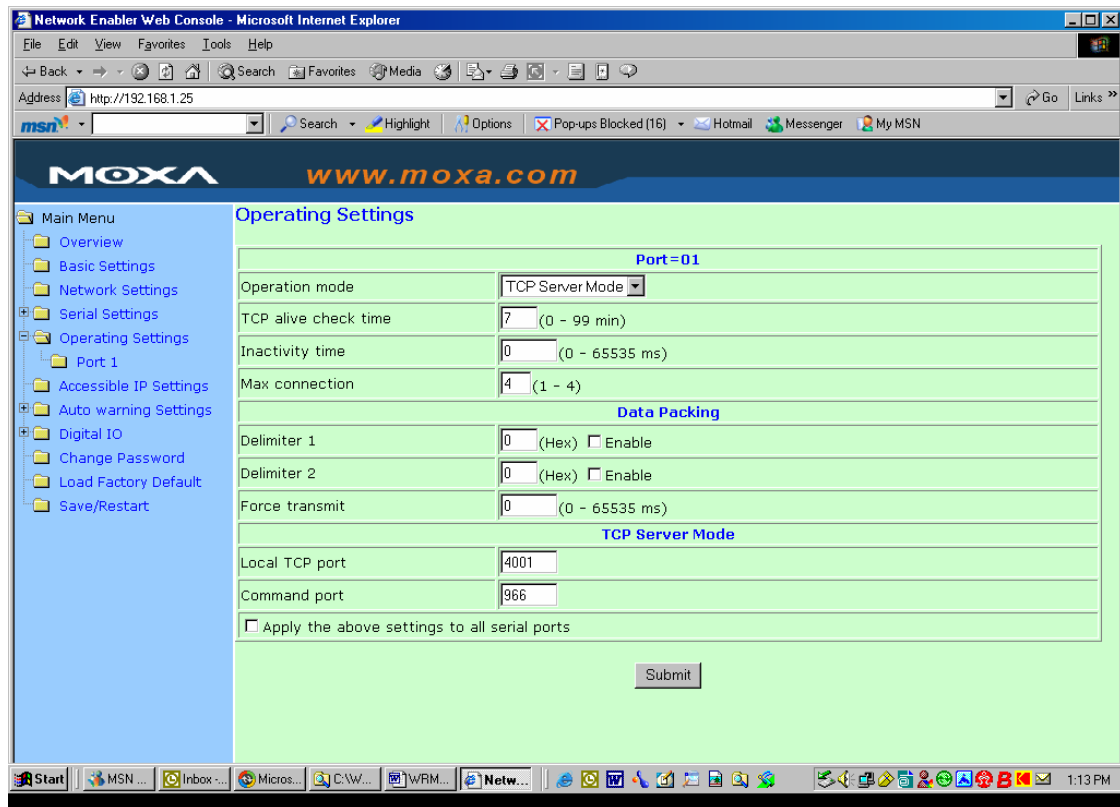 Network Enabler Web Console - Microsoft Internet Explorer
File Edit View Favorites Tools Help
Back Search Favorites Media
Address http://192.168.1.25 Go Links »
msn Search Highlight Options Pop-ups Blocked (16) Hotmail Messenger My MSN
MOXA www.moxa.com
Main Menu
Overview
Basic Settings
Network Settings
Serial Settings
Operating Settings
Port 1
Accessible IP Settings
Auto warning Settings
Digital IO
Change Password
Load Factory Default
Save/Restart
Operating Settings
Port=01
Operation mode TCP Server Mode
TCP alive check time 7 (0 - 99 min)
Inactivity time 0 (0 - 65535 ms)
Max connection 4 (1 - 4)
Data Packing
Delimiter 1 0 (Hex) Enable
Delimiter 2 0 (Hex) Enable
Force transmit 0 (0 - 65535 ms)
TCP Server Mode
Local TCP port 4001
Command port 966
Apply the above settings to all serial ports
Submit
Start MSN ... Inbox -... Micros... C:\W... WRM... Netw... 1:13 PM